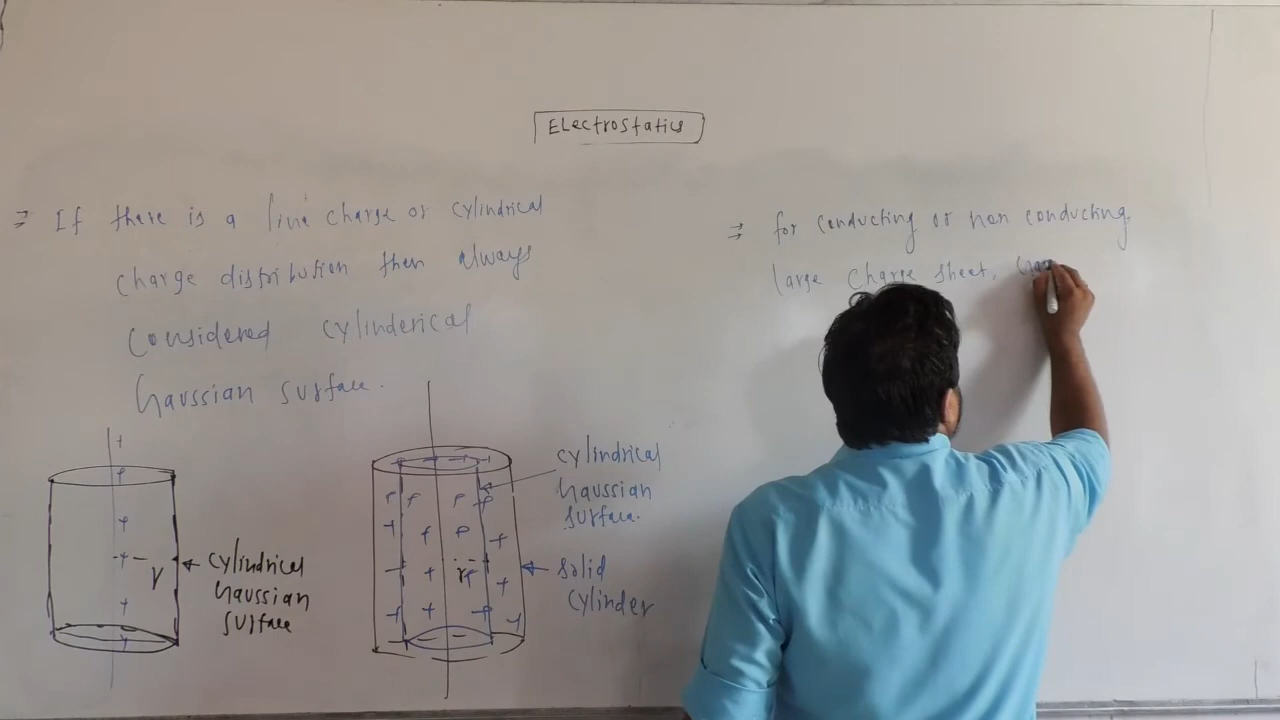 Electrostatics
⇒ If there is a line charge or cylindrical
charge distribution then always
Considered cylinderical
Gaussian surface.
cylindrical
Gaussian
surface
r
cylindrical
Gaussian
surface.
solid
cylinder
r
⇒ for conducting or non conducting
large charge sheet,